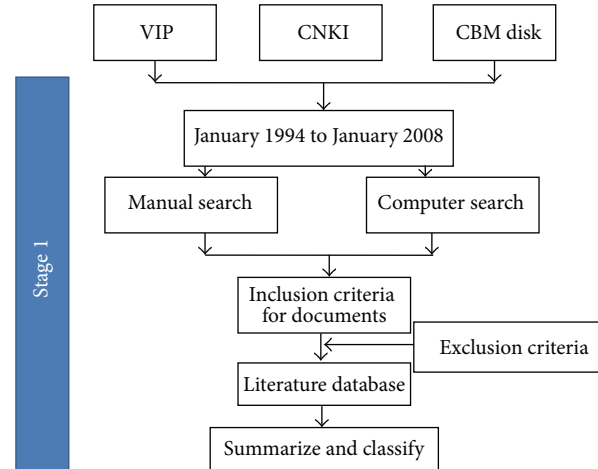 VIP
CNKI
CBM disk
January 1994 to January 2008
Manual search
Computer search
Stage 1
Inclusion criteria
for documents
Exclusion criteria
Literature database
Summarize and classify